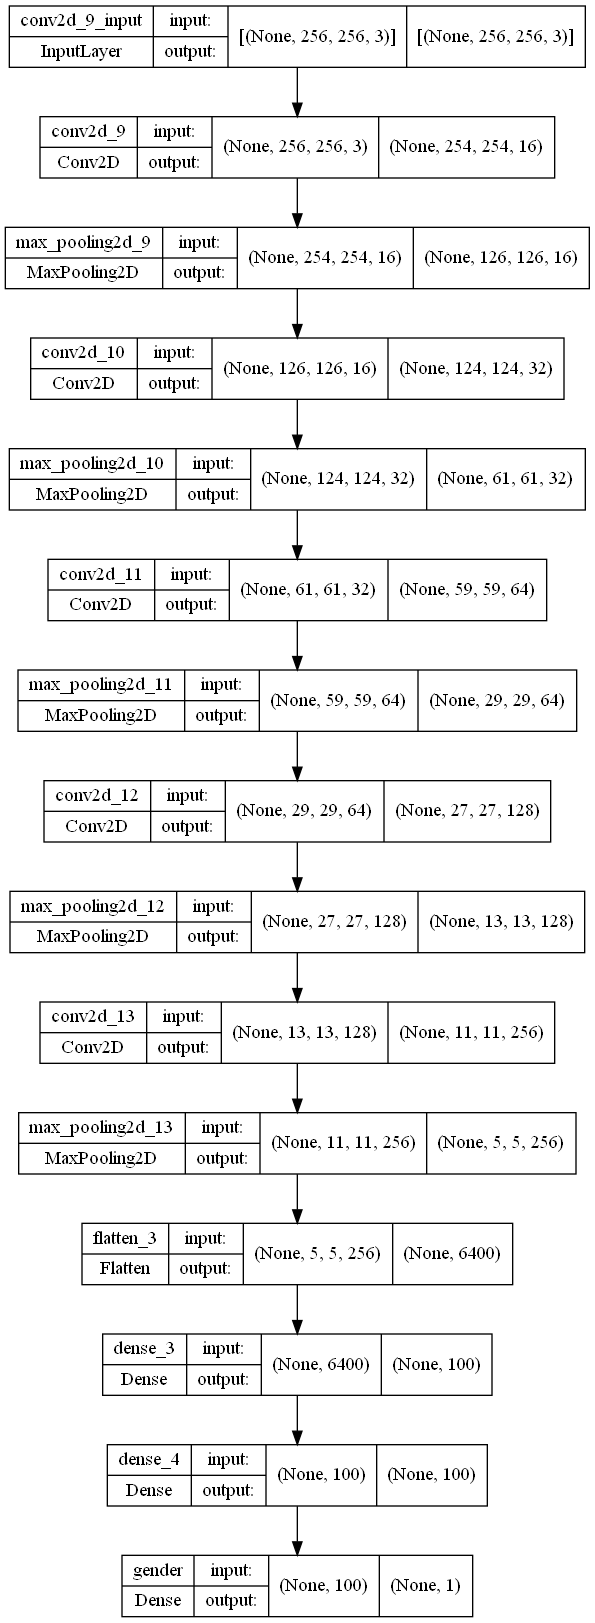 conv2d_9_input input: [(None, 256, 256, 3)] [(None, 256, 256, 3)]
InputLayer output:
conv2d_9 input: (None, 256, 256, 3) (None, 254, 254, 16)
Conv2D output:
max_pooling2d_9 input: (None, 254, 254, 16) (None, 126, 126, 16)
MaxPooling2D output:
conv2d_10 input: (None, 126, 126, 16) (None, 124, 124, 32)
Conv2D output:
max_pooling2d_10 input: (None, 124, 124, 32) (None, 61, 61, 32)
MaxPooling2D output:
conv2d_11 input: (None, 61, 61, 32) (None, 59, 59, 64)
Conv2D output:
max_pooling2d_11 input: (None, 59, 59, 64) (None, 29, 29, 64)
MaxPooling2D output:
conv2d_12 input: (None, 29, 29, 64) (None, 27, 27, 128)
Conv2D output:
max_pooling2d_12 input: (None, 27, 27, 128) (None, 13, 13, 128)
MaxPooling2D output:
conv2d_13 input: (None, 13, 13, 128) (None, 11, 11, 256)
Conv2D output:
max_pooling2d_13 input: (None, 11, 11, 256) (None, 5, 5, 256)
MaxPooling2D output:
flatten_3 input: (None, 5, 5, 256) (None, 6400)
Flatten output:
dense_3 input: (None, 6400) (None, 100)
Dense output:
dense_4 input: (None, 100) (None, 100)
Dense output:
gender input: (None, 100) (None, 1)
Dense output: